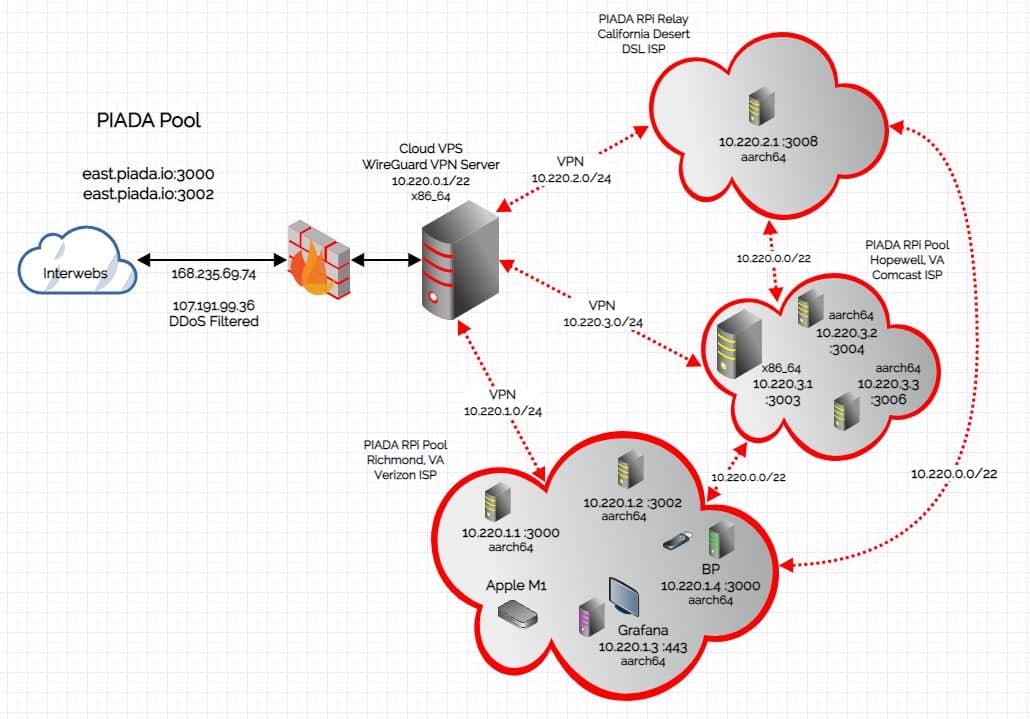 PIADA RPi Relay
California Desert
DSL ISP
10.220.2.1 :3008
aarch64
PIADA Pool
east.piada.io:3000
east.piada.io:3002
Interwebs
168.235.69.74
107.191.99.36
DDoS Filtered
Cloud VPS
WireGuard VPN Server
10.220.0.1/22
x86_64
VPN
10.220.2.0/24
VPN
10.220.3.0/24
VPN
10.220.1.0/24
10.220.0.0/22
PIADA RPi Pool
Hopewell, VA
Comcast ISP
aarch64
10.220.3.2
:3004
x86_64
10.220.3.1
:3003
aarch64
10.220.3.3
:3006
10.220.0.0/22
10.220.0.0/22
PIADA RPi Pool
Richmond, VA
Verizon ISP
10.220.1.1 :3000
aarch64
10.220.1.2 :3002
aarch64
BP
10.220.1.4 :3000
aarch64
Apple M1
Grafana
10.220.1.3 :443
aarch64